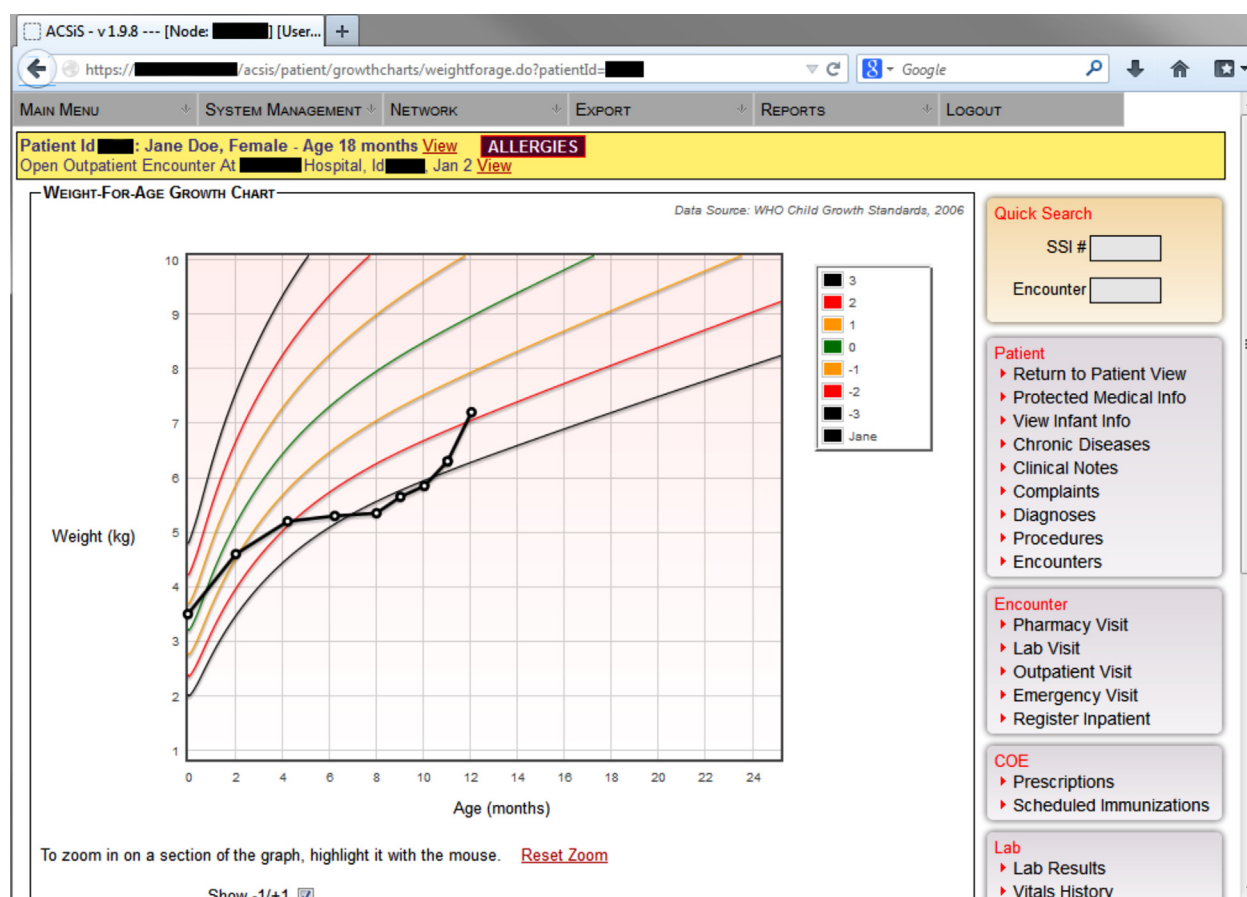 ACSiS - v 1.9.8 --- [Node: ] [User... +
https:// /acsis/patient/growthcharts/weightforage.do?patientId=
8 Google
MAIN MENU SYSTEM MANAGEMENT NETWORK EXPORT REPORTS LOGOUT
Patient Id : Jane Doe, Female - Age 18 months View ALLERGIES
Open Outpatient Encounter At Hospital, Id , Jan 2 View
WEIGHT-FOR-AGE GROWTH CHART
Data Source: WHO Child Growth Standards, 2006
10
9
8
7
6
5
4
3
2
1
Weight (kg)
0 2 4 6 8 10 12 14 16 18 20 22 24
Age (months)
3
2
1
0
-1
-2
-3
Jane
To zoom in on a section of the graph, highlight it with the mouse. Reset Zoom
Show -1/+1
Quick Search
SSI #
Encounter
Patient
Return to Patient View
Protected Medical Info
View Infant Info
Chronic Diseases
Clinical Notes
Complaints
Diagnoses
Procedures
Encounters
Encounter
Pharmacy Visit
Lab Visit
Outpatient Visit
Emergency Visit
Register Inpatient
COE
Prescriptions
Scheduled Immunizations
Lab
Lab Results
Vitals History